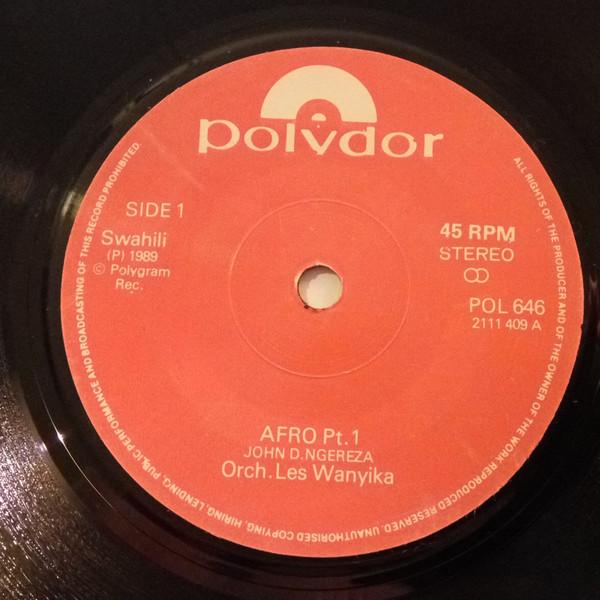 polydor
SIDE 1
Swahili
(P) 1989
© Polygram
Rec.
45 RPM
STEREO
POL 646
2111 409 A
AFRO Pt.1
JOHN D.NGEREZA
Orch.Les Wanyika
ALL RIGHTS OF THE PRODUCER AND OF THE OWNER OF THE WORK REPRODUCED RESERVED. UNAUTHORISED COPYING, HIRING, LENDING, PUBLIC PERFORMANCE AND BROADCASTING OF THIS RECORD PROHIBITED.